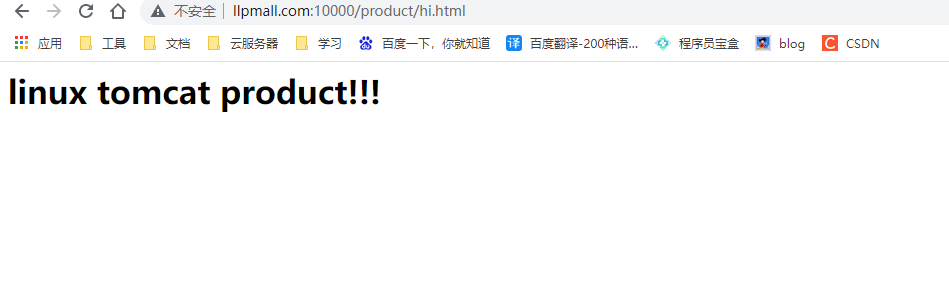 不安全 llpmall.com:10000/product/hi.html
应用 工具 文档 云服务器 学习 百度一下，你就知道 译 百度翻译-200种语... 程序员宝盒 blog C CSDN
linux tomcat product!!!